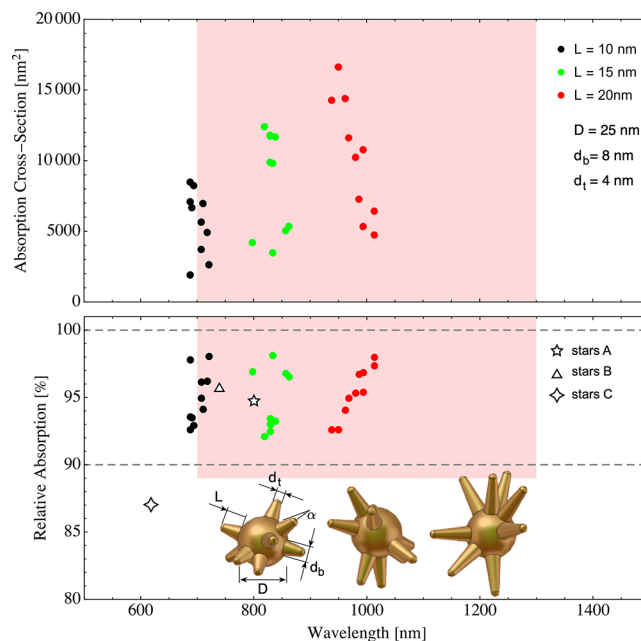 20 000
15 000
10 000
5000
0
Absorption Cross-Section [nm²]
L = 10 nm
L = 15 nm
L = 20nm
D = 25 nm
d_b = 8 nm
d_t = 4 nm
100
95
90
85
80
Relative Absorption [%]
stars A
stars B
stars C
d_t
L
α
d_b
D
600
800
1000
1200
1400
Wavelength [nm]